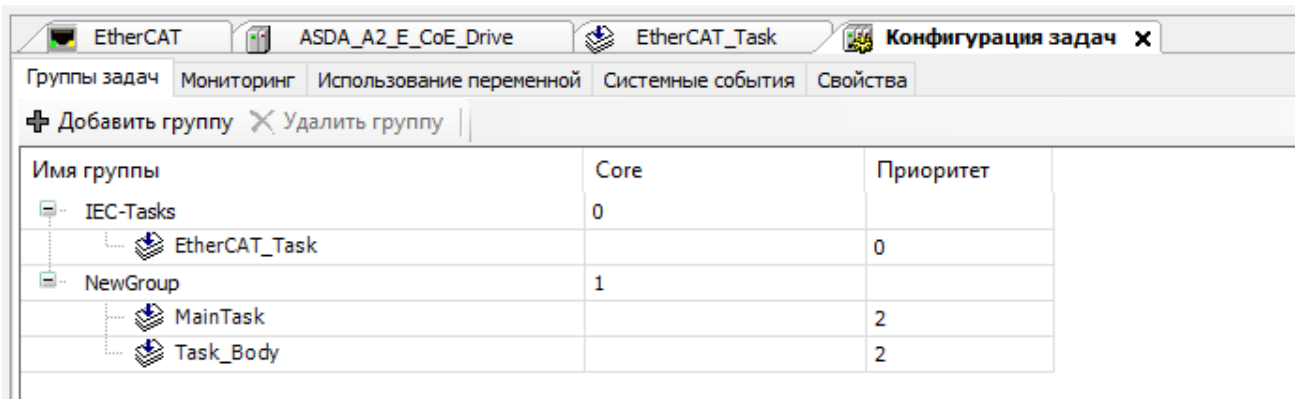 EtherCAT ASDA_A2_E_CoE_Drive EtherCAT_Task Конфигурация задач
Группы задач Мониторинг Использование переменной Системные события Свойства
Добавить группу Удалить группу
Имя группы Core Приоритет
IEC-Tasks 0
EtherCAT_Task 0
NewGroup 1
MainTask 2
Task_Body 2